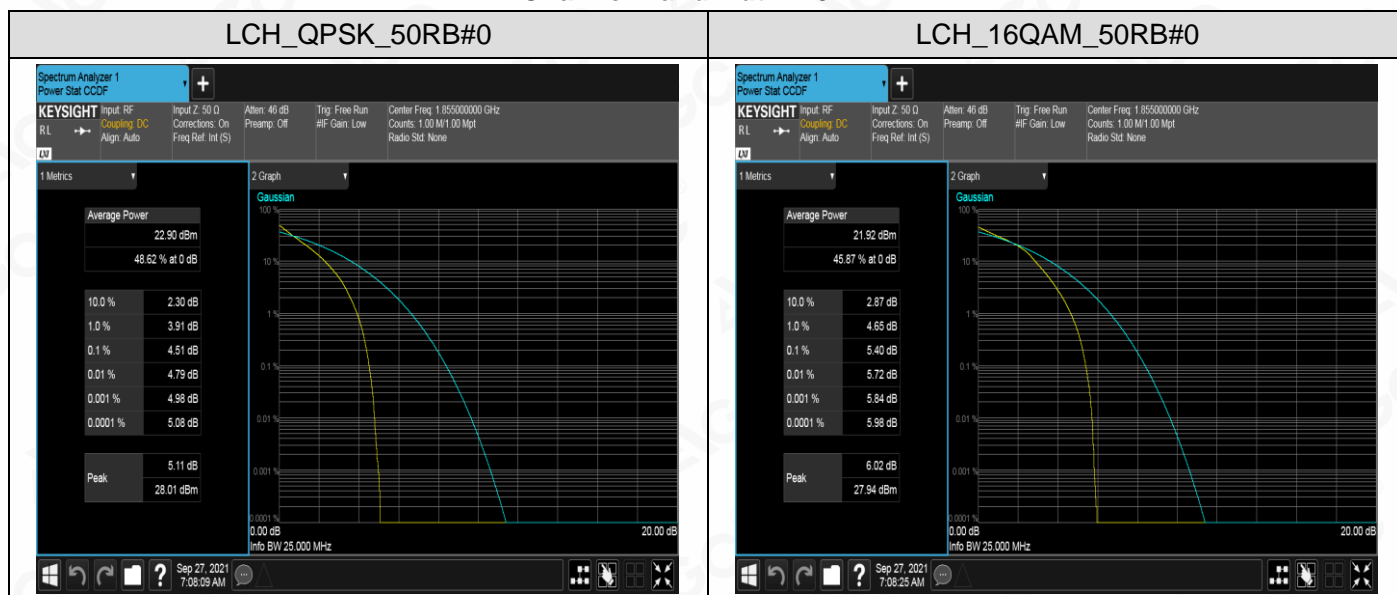 LCH_QPSK_50RB#0
Spectrum Analyzer 1
Power Stat CCDF
KEYSIGHT
RL
LXI
Input: RF
Coupling: DC
Align: Auto
Input Z: 50 Ω
Corrections: On
Freq Ref: Int (S)
Atten: 46 dB
Preamp: Off
Trig: Free Run
#IF Gain: Low
Center Freq: 1.855000000 GHz
Counts: 1.00 M/1.00 Mpt
Radio Std: None
1 Metrics
Average Power
22.90 dBm
48.62 % at 0 dB
10.0 % 2.30 dB
1.0 % 3.91 dB
0.1 % 4.51 dB
0.01 % 4.79 dB
0.001 % 4.98 dB
0.0001 % 5.08 dB
Peak
5.11 dB
28.01 dBm
2 Graph
Gaussian
100 %
10 %
1 %
0.1 %
0.01 %
0.001 %
0.0001 %
0.00 dB 20.00 dB
Info BW 25.000 MHz
?
Sep 27, 2021
7:08:09 AM
LCH_16QAM_50RB#0
Spectrum Analyzer 1
Power Stat CCDF
KEYSIGHT
RL
LXI
Input: RF
Coupling: DC
Align: Auto
Input Z: 50 Ω
Corrections: On
Freq Ref: Int (S)
Atten: 46 dB
Preamp: Off
Trig: Free Run
#IF Gain: Low
Center Freq: 1.855000000 GHz
Counts: 1.00 M/1.00 Mpt
Radio Std: None
1 Metrics
Average Power
21.92 dBm
45.87 % at 0 dB
10.0 % 2.87 dB
1.0 % 4.65 dB
0.1 % 5.40 dB
0.01 % 5.72 dB
0.001 % 5.84 dB
0.0001 % 5.98 dB
Peak
6.02 dB
27.94 dBm
2 Graph
Gaussian
100 %
10 %
1 %
0.1 %
0.01 %
0.001 %
0.0001 %
0.00 dB 20.00 dB
Info BW 25.000 MHz
?
Sep 27, 2021
7:08:25 AM